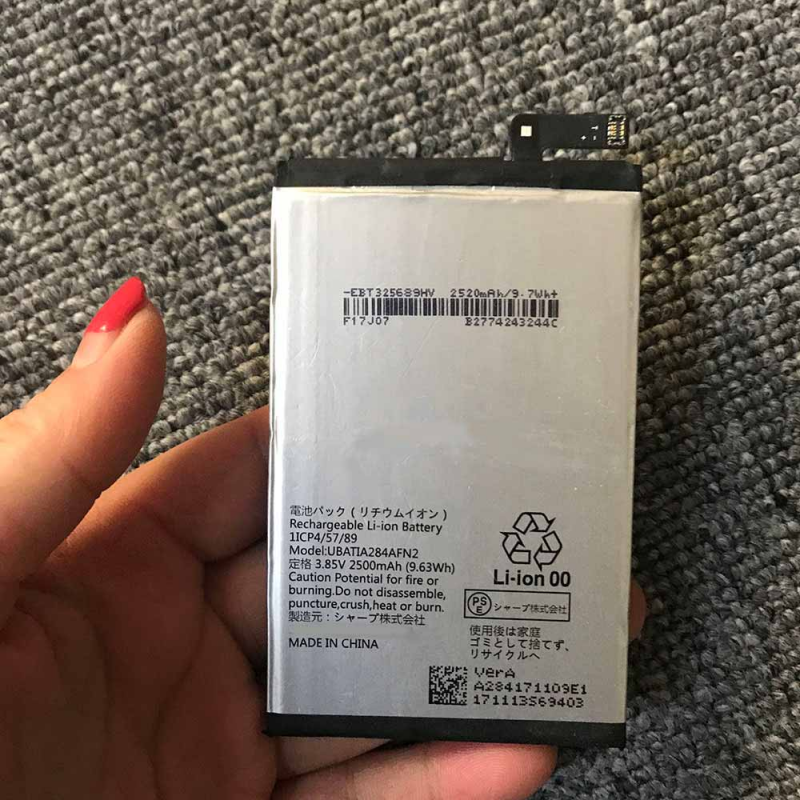 -EBT325689HV 2520mAh/9.7Wh+
F17J07 B2774243244C
電池パック(リチウムイオン)
Rechargeable Li-ion Battery
1ICP4/57/89
Model:UBATIA284AFN2
定格 3.85V 2500mAh (9.63Wh)
Caution Potential for fire or
burning.Do not disassemble,
puncture,crush,heat or burn.
製造元:シャープ株式会社
MADE IN CHINA
Li-ion 00
PSE シャープ株式会社
使用後は家庭
ゴミとして捨てず、
リサイクルへ
VerA
A284171109E1
171113S69403